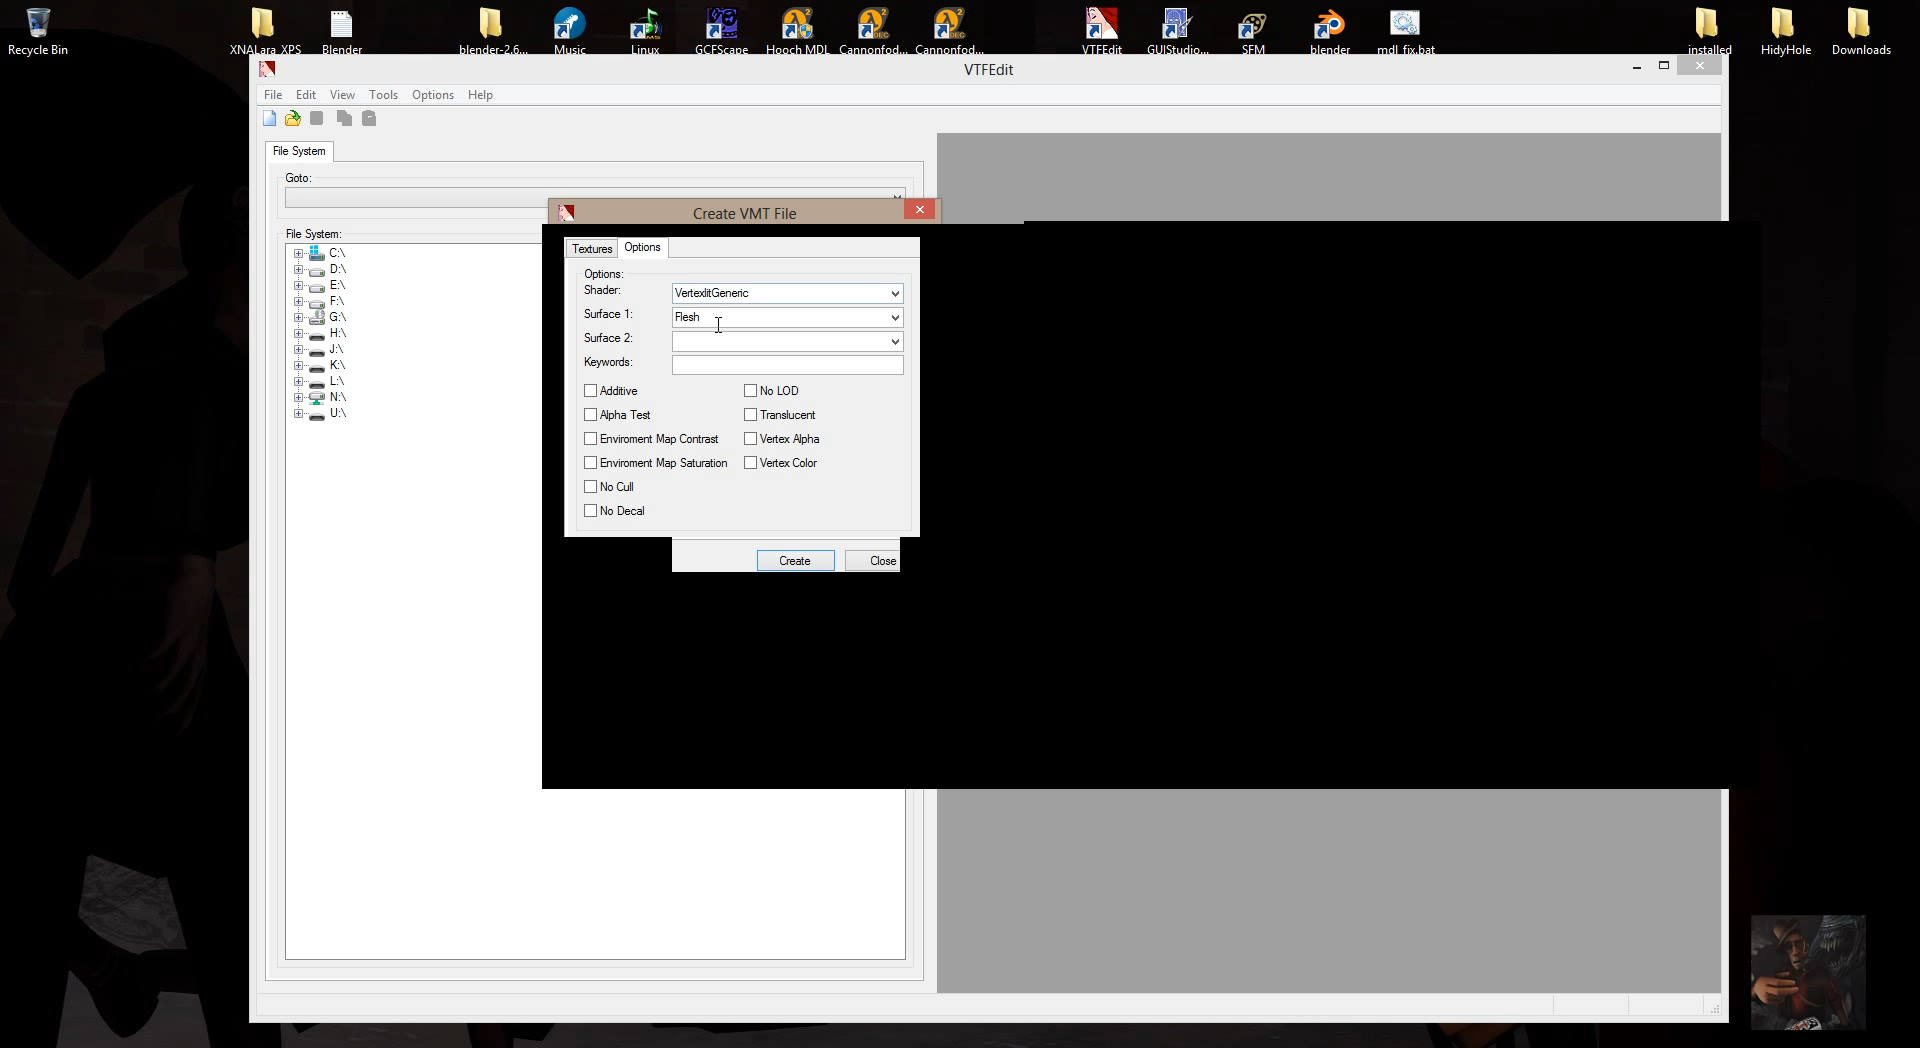 Recycle Bin
XNALara_XPS
Blender
blender-2.6...
Music
Linux
GCFScape
Hooch MDL
Cannonfod...
Cannonfod...
VTFEdit
GUIStudio...
SFM
blender
mdl_fix.bat
installed
HidyHole
Downloads
VTFEdit
File Edit View Tools Options Help
File System
Goto:
File System:
C:\
D:\
E:\
F:\
G:\
H:\
J:\
K:\
L:\
N:\
U:\
Create VMT File
Textures Options
Options:
Shader: VertexlitGeneric
Surface 1: Flesh
Surface 2:
Keywords:
Additive No LOD
Alpha Test Translucent
Enviroment Map Contrast Vertex Alpha
Enviroment Map Saturation Vertex Color
No Cull
No Decal
Create Close